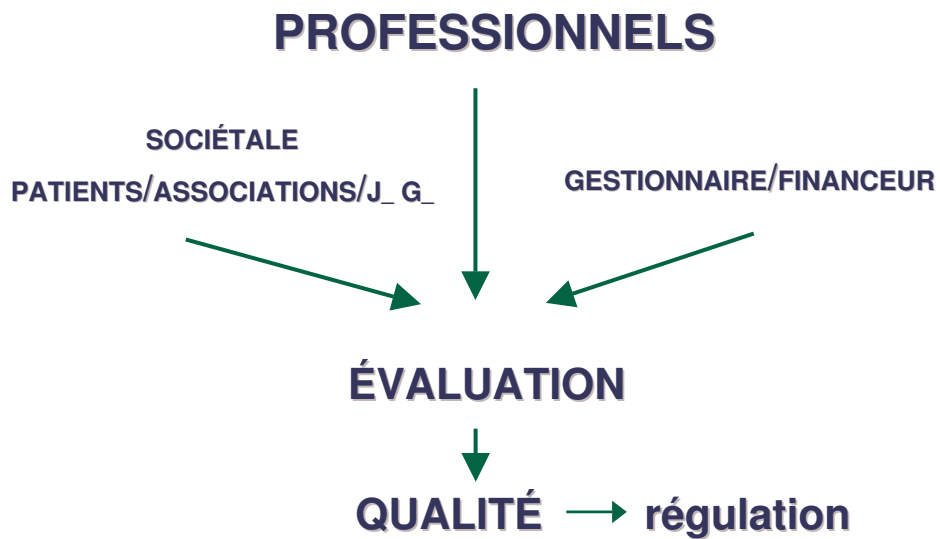 PROFESSIONNELS
SOCIÉTALE
PATIENTS/ASSOCIATIONS/J_ G_
GESTIONNAIRE/FINANCEUR
ÉVALUATION
QUALITÉ régulation